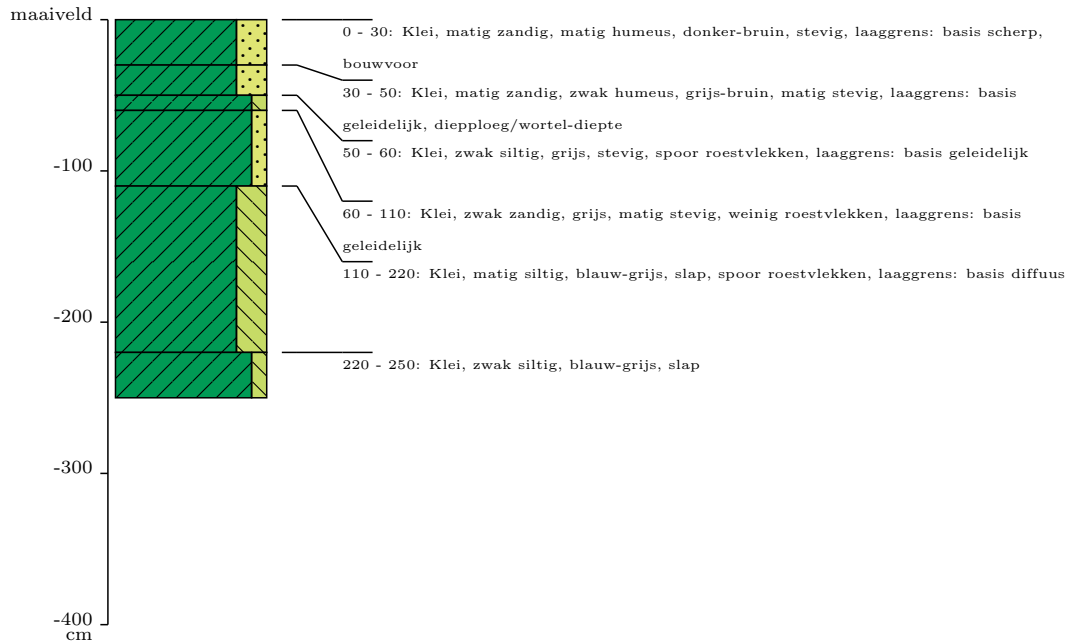 maaiveld
0 - 30: Klei, matig zandig, matig humeus, donker-bruin, stevig, laaggrens: basis scherp,
bouwvoor
30 - 50: Klei, matig zandig, zwak humeus, grijs-bruin, matig stevig, laaggrens: basis
geleidelijk, diepploeg/wortel-diepte
50 - 60: Klei, zwak siltig, grijs, stevig, spoor roestvlekken, laaggrens: basis geleidelijk
-100
60 - 110: Klei, zwak zandig, grijs, matig stevig, weinig roestvlekken, laaggrens: basis
geleidelijk
110 - 220: Klei, matig siltig, blauw-grijs, slap, spoor roestvlekken, laaggrens: basis diffuus
-200
220 - 250: Klei, zwak siltig, blauw-grijs, slap
-300
-400
cm